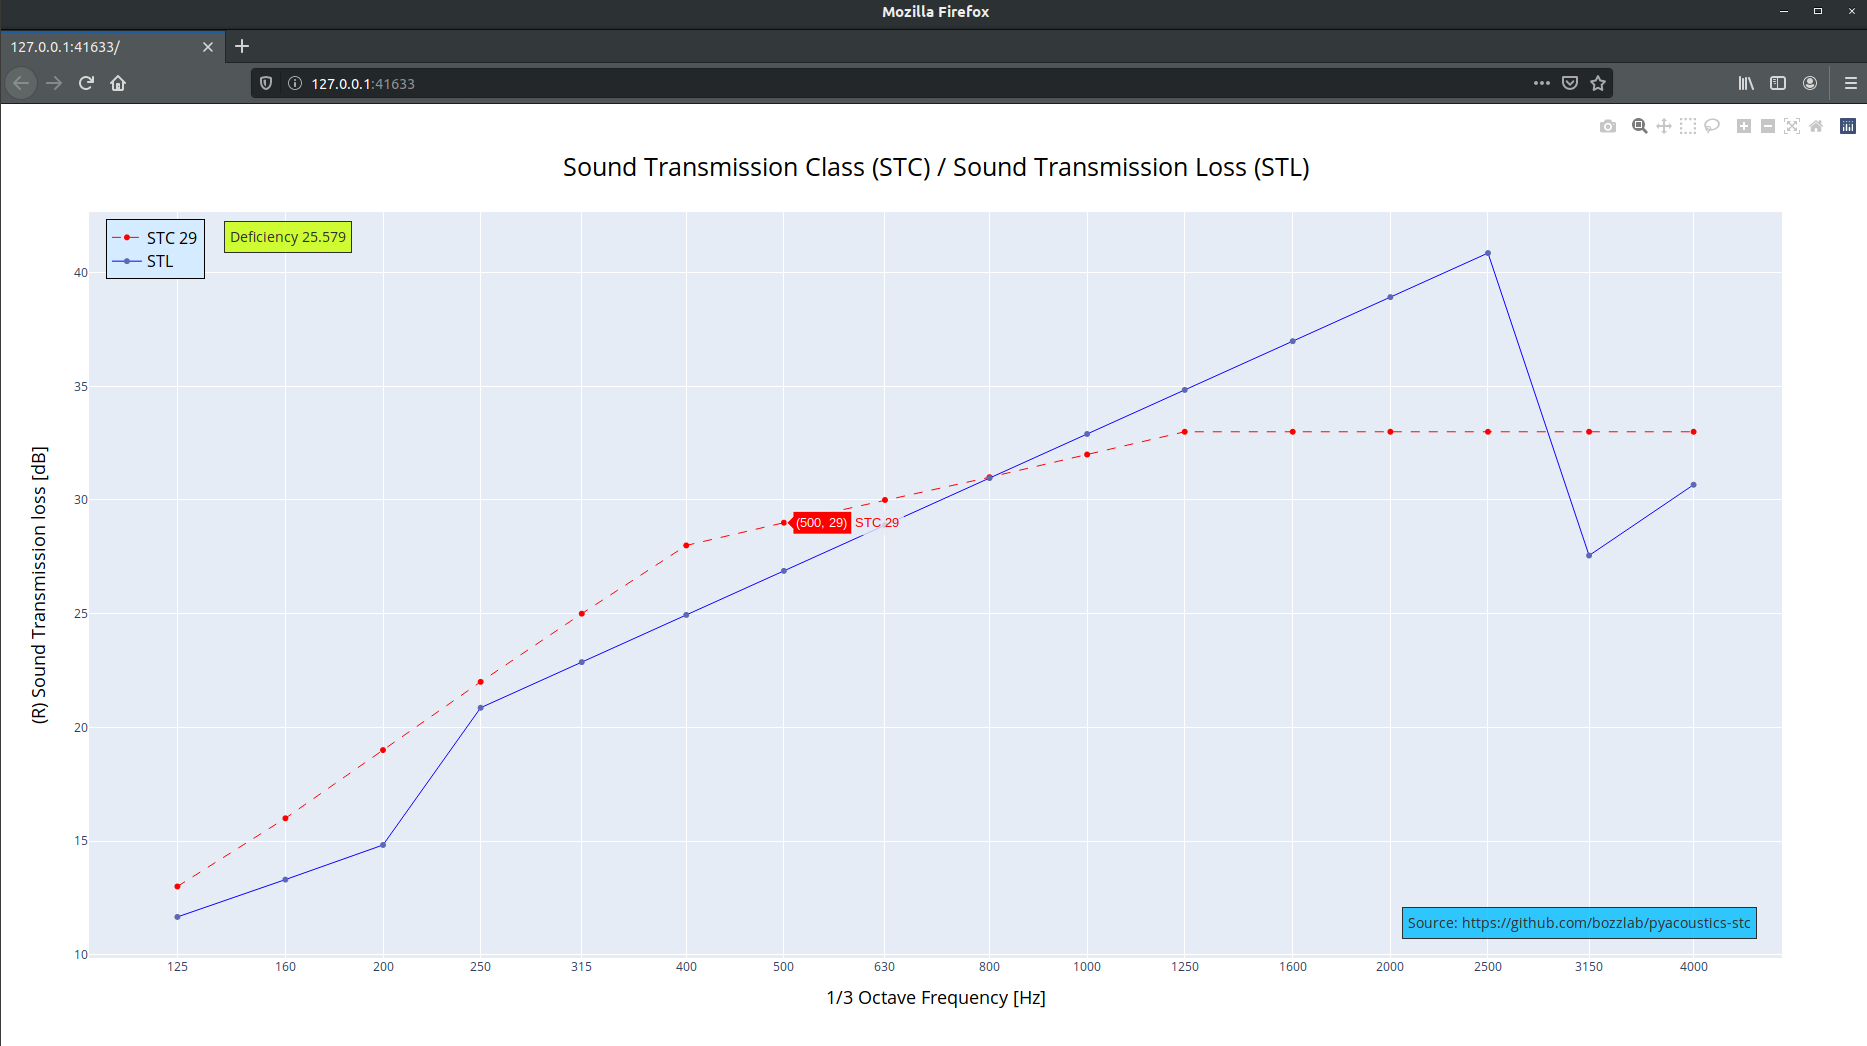 Mozilla Firefox
127.0.0.1:41633/
127.0.0.1:41633
Sound Transmission Class (STC) / Sound Transmission Loss (STL)
STC 29
STL
Deficiency 25.579
40
35
30
25
20
15
10
(R) Sound Transmission loss [dB]
(500, 29) STC 29
Source: https://github.com/bozzlab/pyacoustics-stc
125 160 200 250 315 400 500 630 800 1000 1250 1600 2000 2500 3150 4000
1/3 Octave Frequency [Hz]